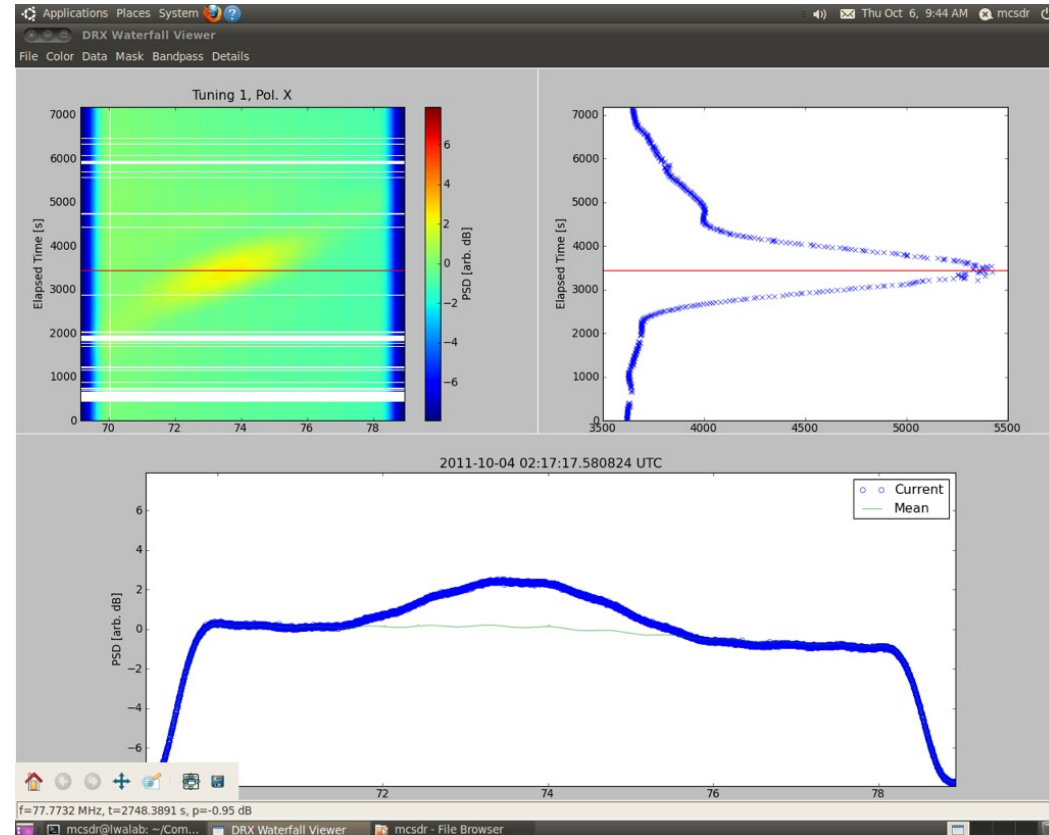 Applications Places System
Thu Oct 6, 9:44 AM mcsdr
DRX Waterfall Viewer
File Color Data Mask Bandpass Details
Tuning 1, Pol. X
7000
6000
5000
4000
3000
2000
1000
0
Elapsed Time [s]
70 72 74 76 78
6
4
2
0
−2
−4
−6
PSD [arb. dB]
7000
6000
5000
4000
3000
2000
1000
0
Elapsed Time [s]
3500 4000 4500 5000 5500
2011-10-04 02:17:17.580824 UTC
Current
Mean
6
4
2
0
−2
−4
−6
PSD [arb. dB]
72 74 76 78
f=77.7732 MHz, t=2748.3891 s, p=-0.95 dB
mcsdr@lwalab: ~/Com... DRX Waterfall Viewer mcsdr - File Browser